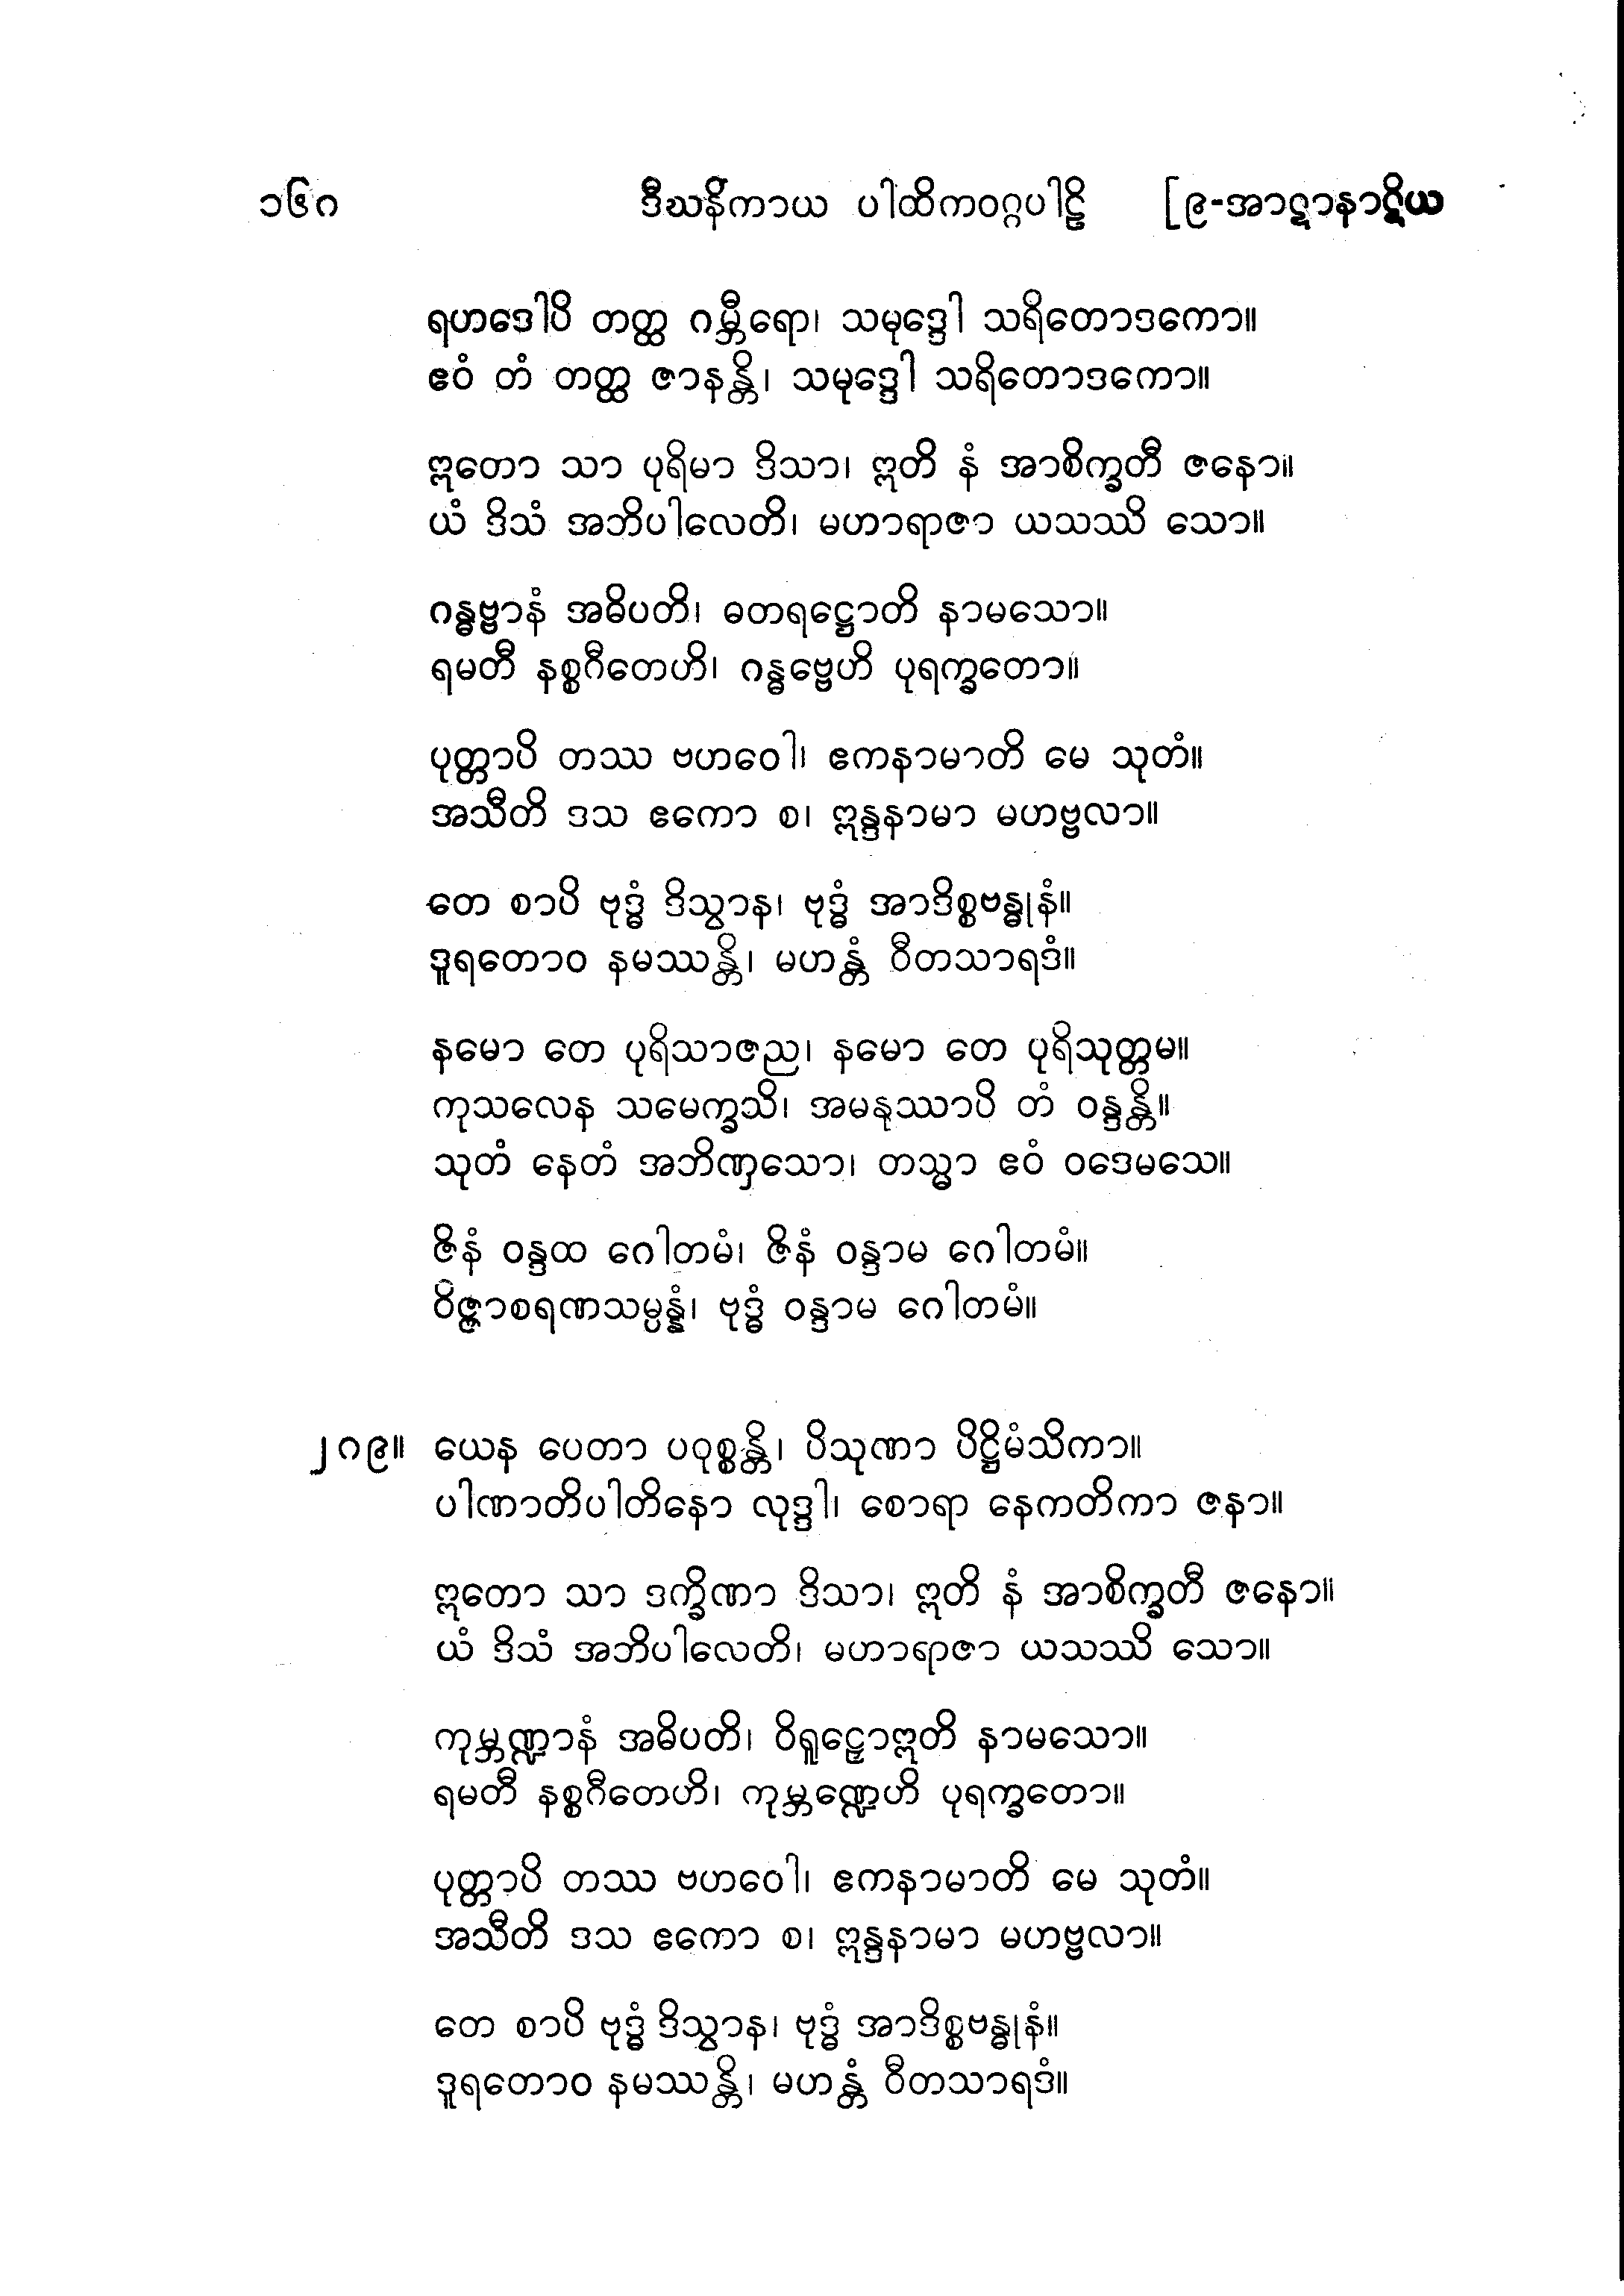 ၁၆၈ ဒီဃနိကာယ ပါထိကဝဂ္ဂပါဠိ [၉-အာဋာနာဋိယ
ရဟဒေါပိ တတ္ထ ဂမ္ဘီရော၊ သမုဒ္ဒေါ သရိတောဒကော။
ဧဝံ တံ တတ္ထ ဇာနန္တိ၊ သမုဒ္ဒေါ သရိတောဒကော။
ဣတော သာ ပုရိမာ ဒိသာ၊ ဣတိ နံ အာစိက္ခတီ ဇနော။
ယံ ဒိသံ အဘိပါလေတိ၊ မဟာရာဇာ ယသဿိ သော။
ဂန္ဓဗ္ဗာနံ အဓိပတိ၊ ဓတရဋ္ဌောတိ နာမသော။
ရမတီ နစ္စဂီတေဟိ၊ ဂန္ဓဗ္ဗေဟိ ပုရက္ခတော။
ပုတ္တာပိ တဿ ဗဟဝေါ၊ ဧကနာမာတိ မေ သုတံ။
အသီတိ ဒသ ဧကော စ၊ ဣန္ဒနာမာ မဟဗ္ဗလာ။
တေ စာပိ ဗုဒ္ဓံ ဒိသွာန၊ ဗုဒ္ဓံ အာဒိစ္စဗန္ဓုနံ။
ဒူရတောဝ နမဿန္တိ၊ မဟန္တံ ဝီတသာရဒံ။
နမော တေ ပုရိသာဇည၊ နမော တေ ပုရိသုတ္တမ။
ကုသလေန သမေက္ခသိ၊ အမနုဿာပိ တံ ဝန္ဒန္တိ။
သုတံ နေတံ အဘိဏှသော၊ တသ္မာ ဧဝံ ဝဒေမသေ။
ဇိနံ ဝန္ဒထ ဂေါတမံ၊ ဇိနံ ဝန္ဒာမ ဂေါတမံ။
ဝိဇ္ဇာစရဏသမ္ပန္နံ၊ ဗုဒ္ဓံ ဝန္ဒာမ ဂေါတမံ။
၂၈၉။ ယေန ပေတာ ပဝုစ္စန္တိ၊ ပိသုဏာ ပိဋ္ဌိမံသိကာ။
ပါဏာတိပါတိနော လုဒ္ဒါ၊ စောရာ နေကတိကာ ဇနာ။
ဣတော သာ ဒက္ခိဏာ ဒိသာ၊ ဣတိ နံ အာစိက္ခတီ ဇနော။
ယံ ဒိသံ အဘိပါလေတိ၊ မဟာရာဇာ ယသဿိ သော။
ကုမ္ဘဏ္ဍာနံ အဓိပတိ၊ ဝိရူဠှောဣတိ နာမသော။
ရမတီ နစ္စဂီတေဟိ၊ ကုမ္ဘဏ္ဍေဟိ ပုရက္ခတော။
ပုတ္တာပိ တဿ ဗဟဝေါ၊ ဧကနာမာတိ မေ သုတံ။
အသီတိ ဒသ ဧကော စ၊ ဣန္ဒနာမာ မဟဗ္ဗလာ။
တေ စာပိ ဗုဒ္ဓံ ဒိသွာန၊ ဗုဒ္ဓံ အာဒိစ္စဗန္ဓုနံ။
ဒူရတောဝ နမဿန္တိ၊ မဟန္တံ ဝီတသာရဒံ။